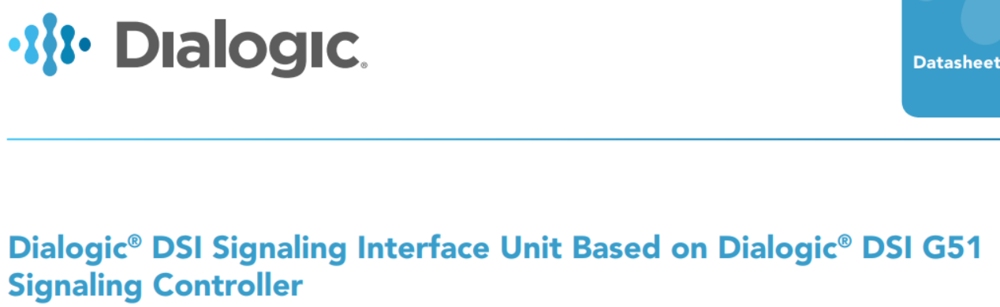 Dialogic®
Datasheet
Dialogic® DSI Signaling Interface Unit Based on Dialogic® DSI G51
Signaling Controller